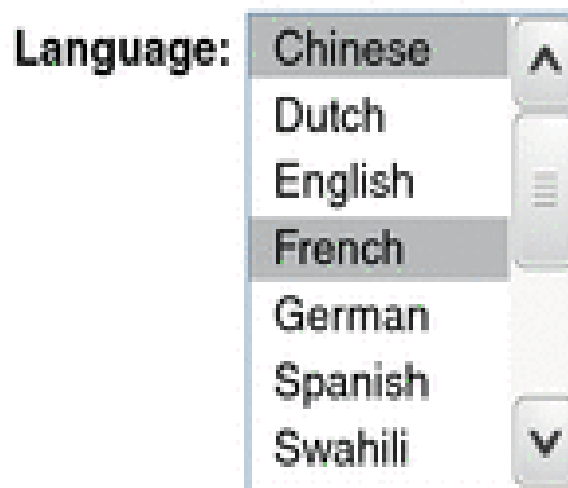 Language:
Chinese
Dutch
English
French
German
Spanish
Swahili